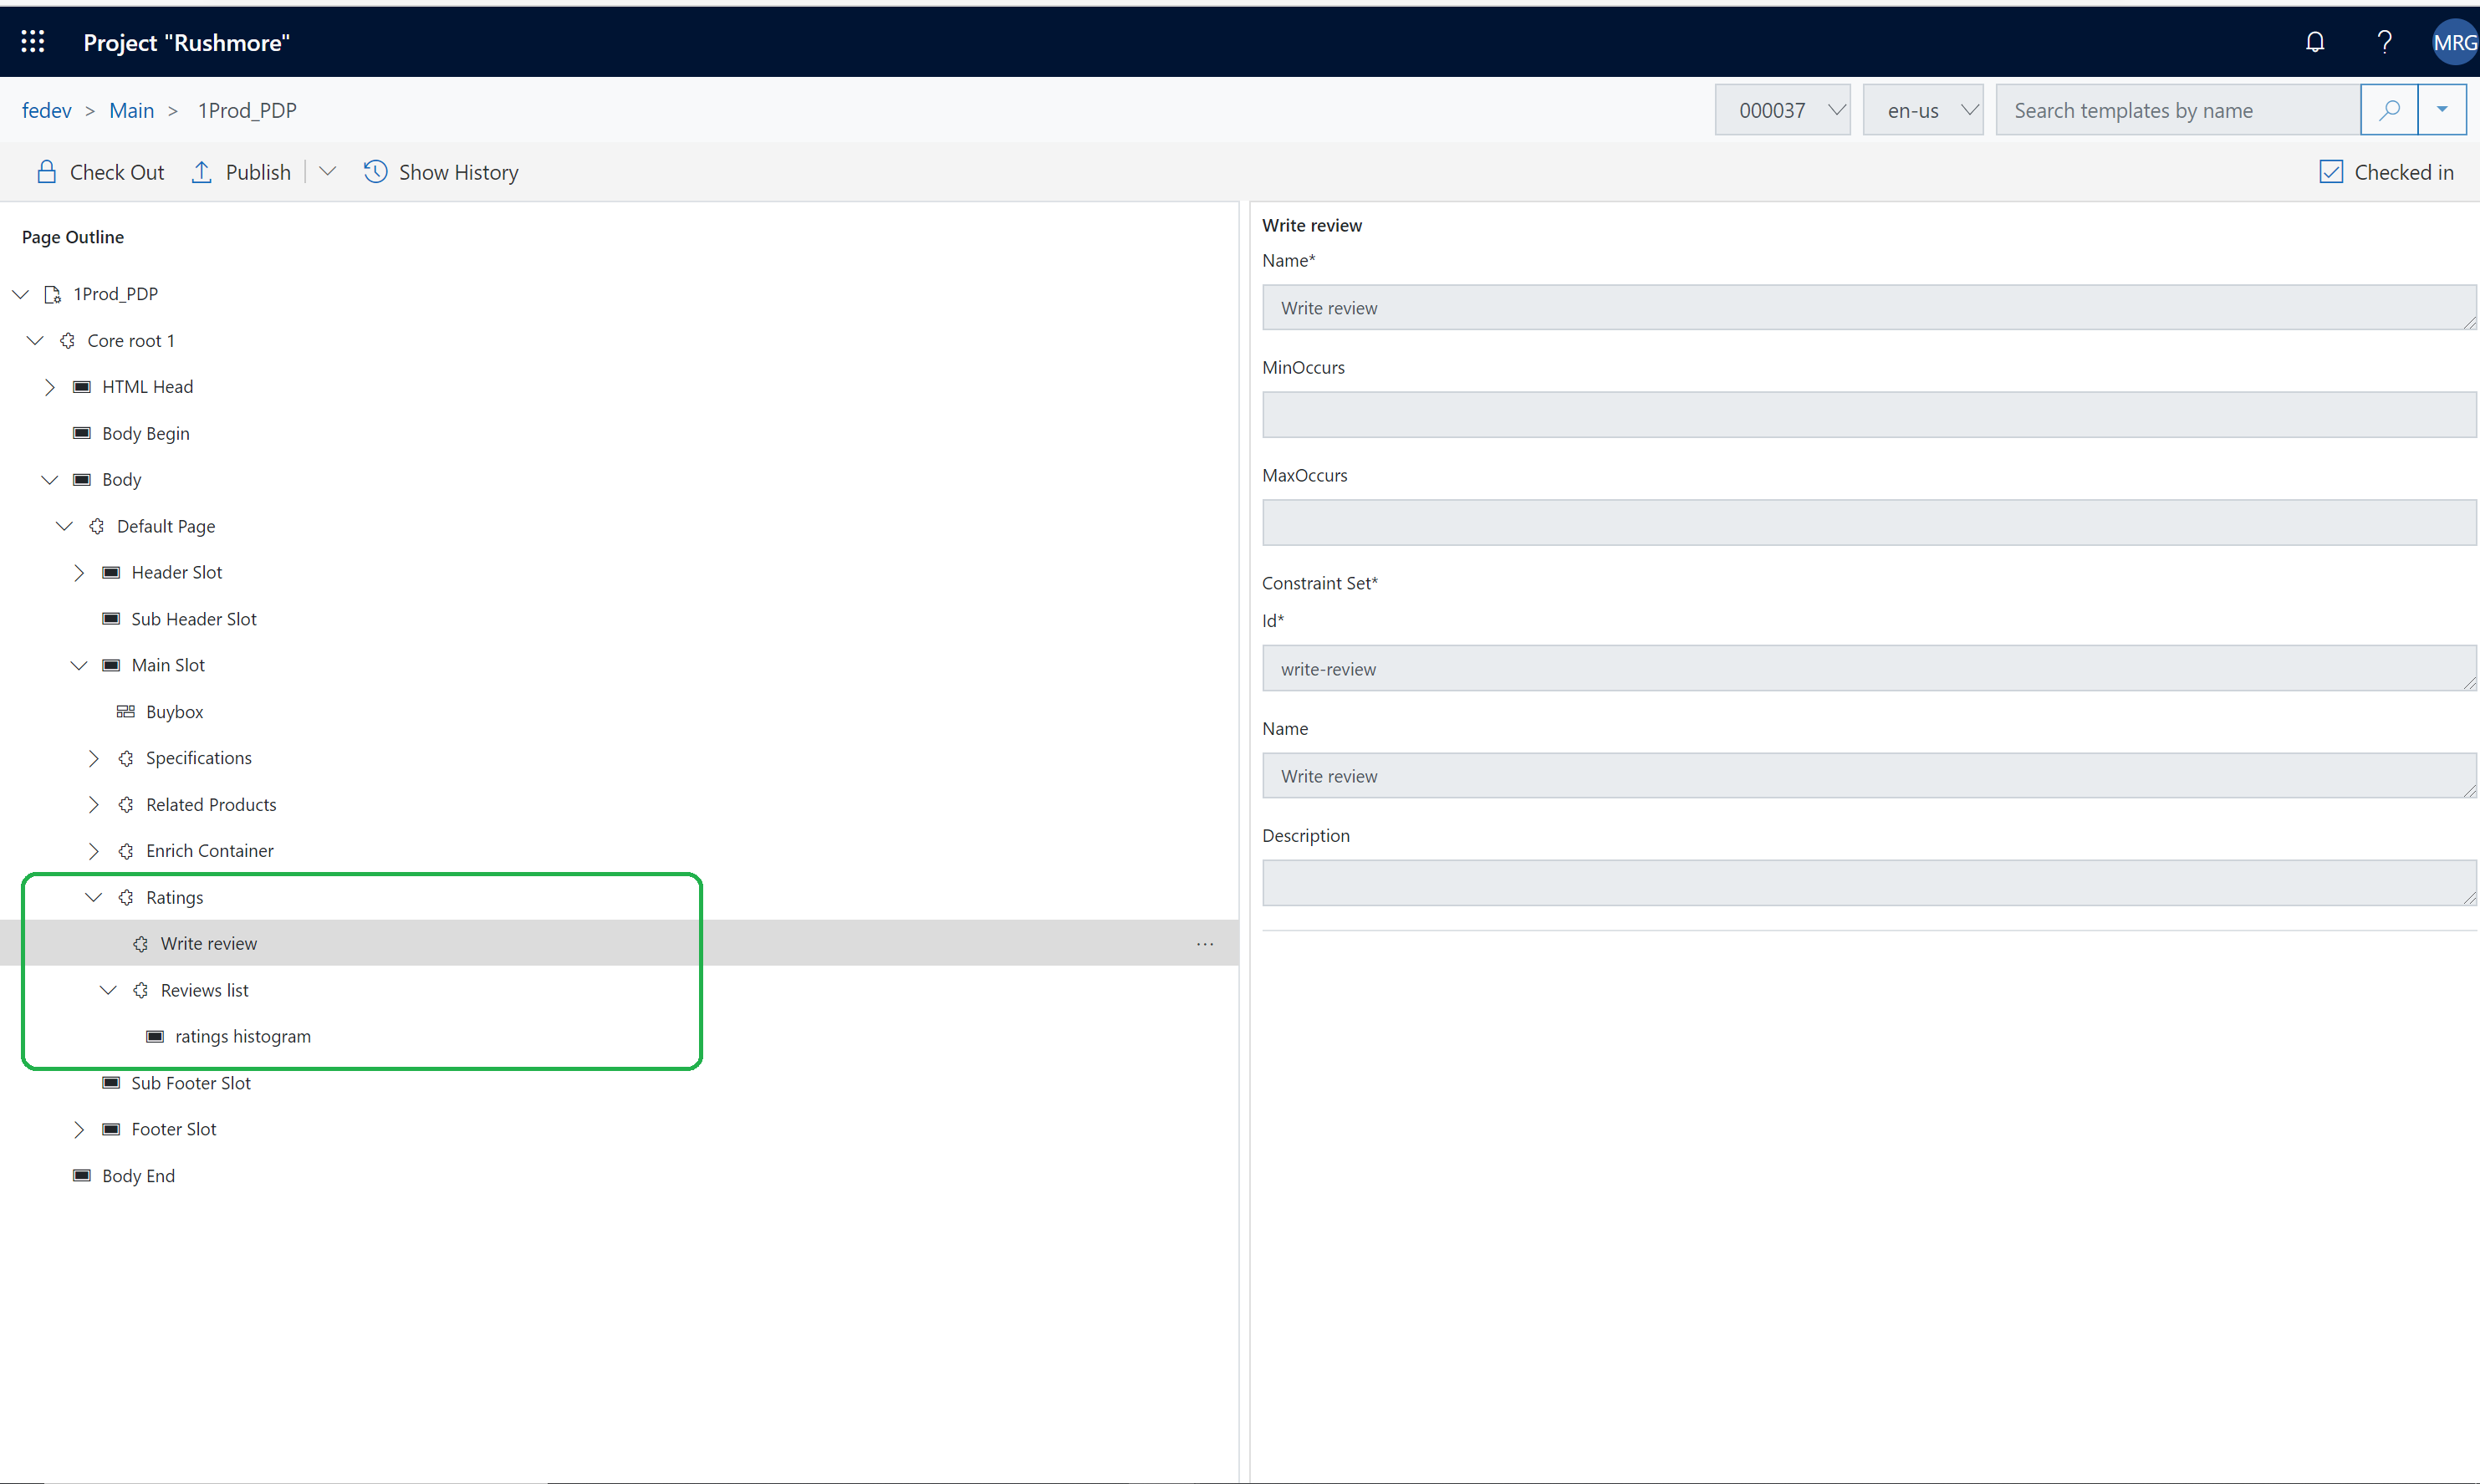 Project "Rushmore"
MRG
fedev > Main > 1Prod_PDP
000037
en-us
Search templates by name
Check Out
Publish
Show History
Checked in
Page Outline
1Prod_PDP
Core root 1
HTML Head
Body Begin
Body
Default Page
Header Slot
Sub Header Slot
Main Slot
Buybox
Specifications
Related Products
Enrich Container
Ratings
Write review
...
Reviews list
ratings histogram
Sub Footer Slot
Footer Slot
Body End
Write review
Name*
Write review
MinOccurs
MaxOccurs
Constraint Set*
Id*
write-review
Name
Write review
Description